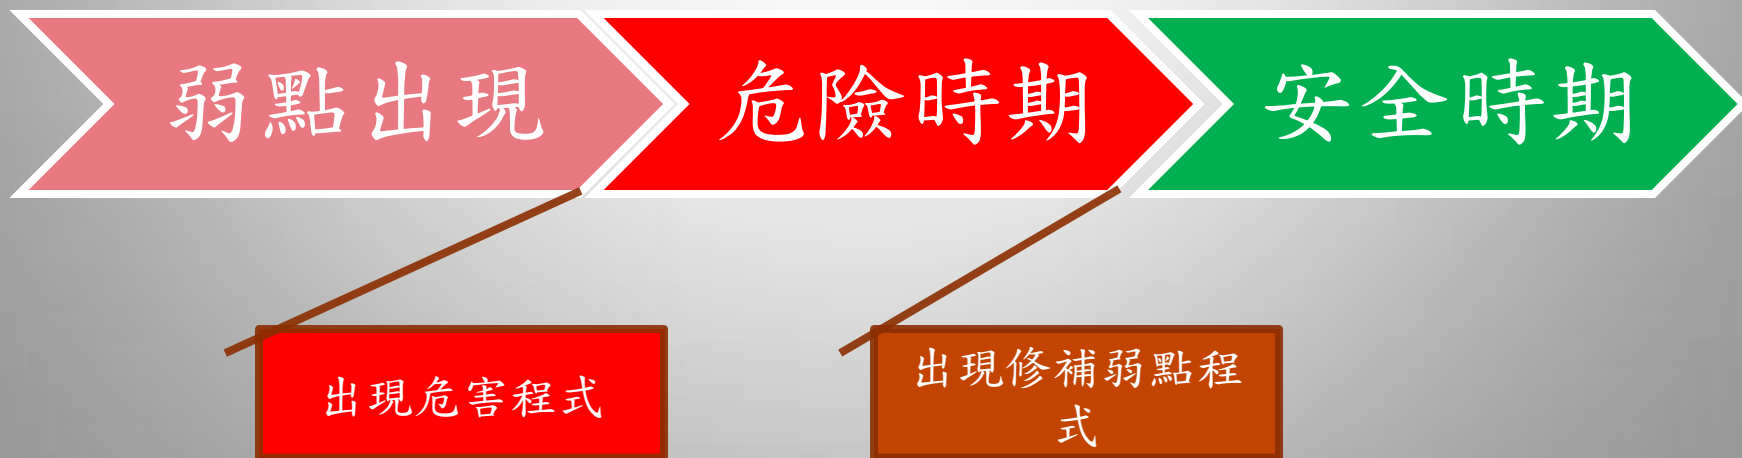 弱點出現
危險時期
安全時期
出現危害程式
出現修補弱點程
式